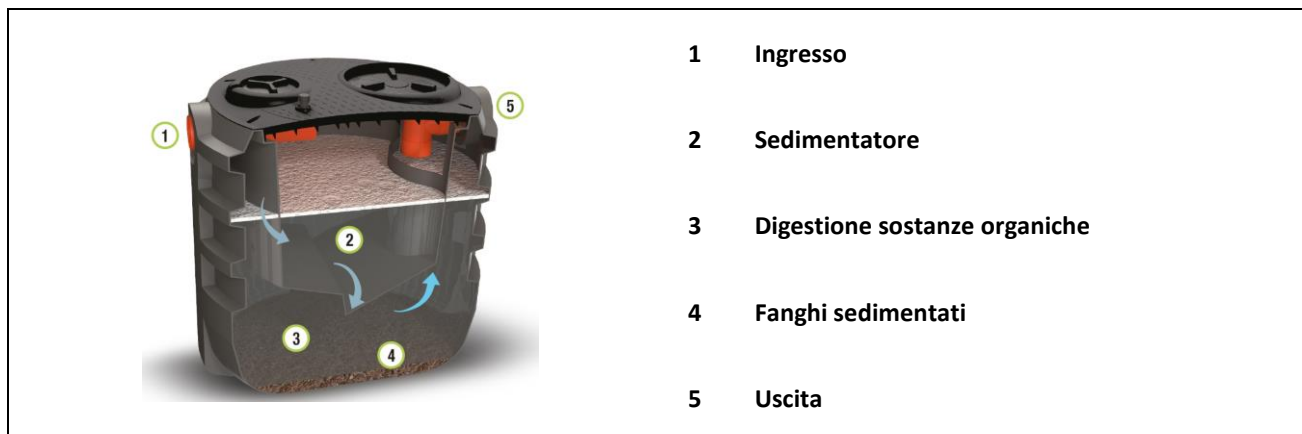 1 Ingresso
2 Sedimentatore
3 Digestione sostanze organiche
4 Fanghi sedimentati
5 Uscita
1
5
2
3
4